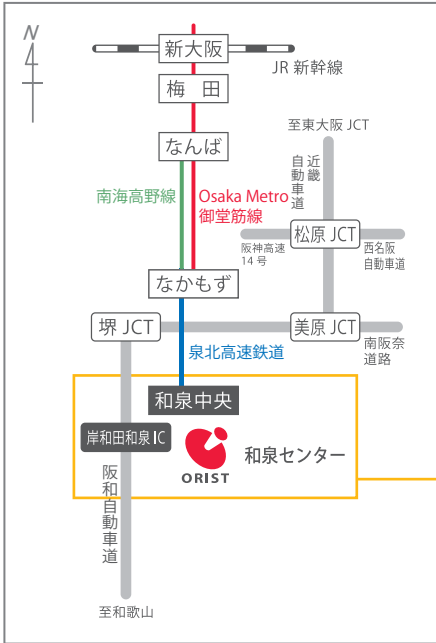 N
新大阪
JR 新幹線
梅 田
至東大阪 JCT
なんば
近畿
自動車道
南海高野線
Osaka Metro
御堂筋線
松原 JCT
阪神高速
14 号
西名阪
自動車道
なかもず
堺 JCT
美原 JCT
泉北高速鉄道
南阪奈
道路
和泉中央
岸和田和泉 IC
和泉センター
ORIST
阪和自動車道
至和歌山